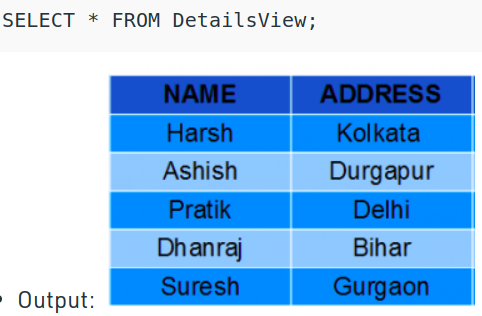 SELECT * FROM DetailsView;
NAME ADDRESS
Harsh Kolkata
Ashish Durgapur
Pratik Delhi
Dhanraj Bihar
Suresh Gurgaon
• Output: